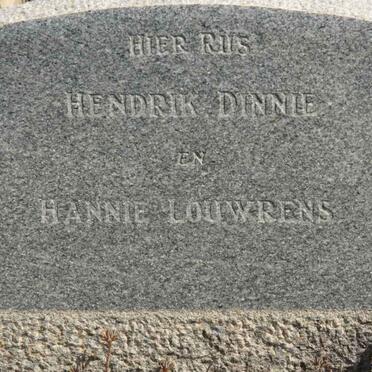 HIER RUS
HENDRIK DINNIE
EN
HANNIE LOUWRENS